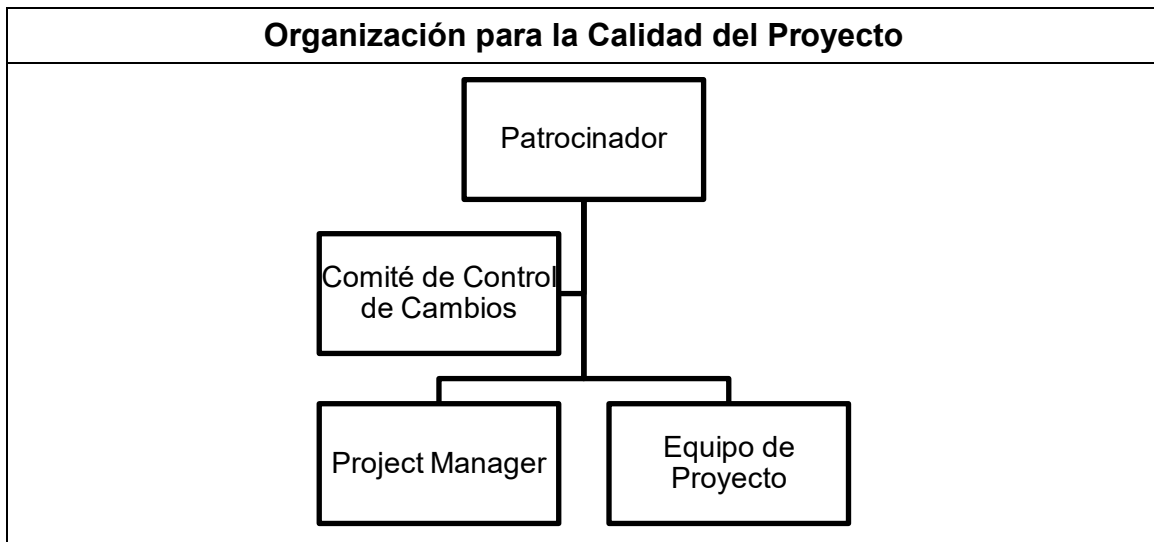 Organización para la Calidad del Proyecto
Patrocinador
Comité de Control
de Cambios
Project Manager
Equipo de
Proyecto